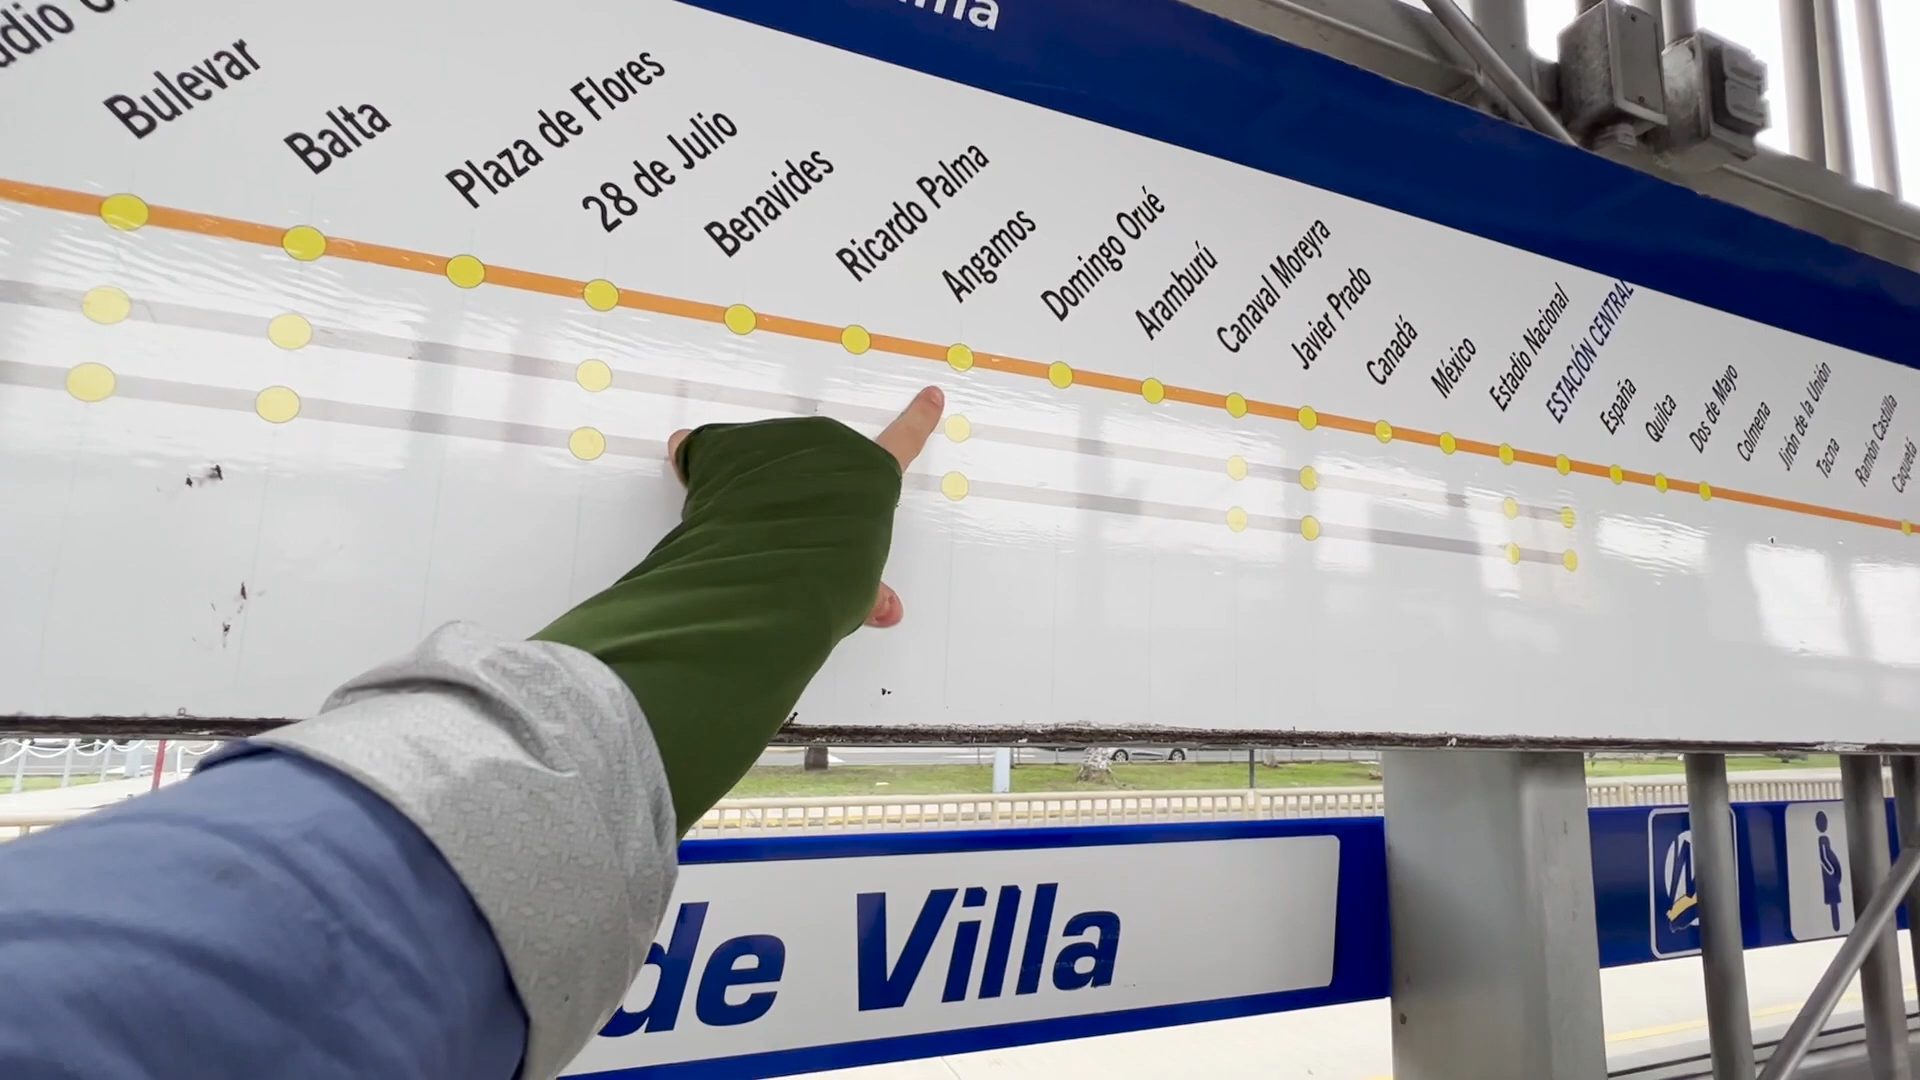 Bulevar
Balta
Plaza de Flores
28 de Julio
Benavides
Ricardo Palma
Angamos
Domingo Orué
Aramburú
Canaval Moreyra
Javier Prado
Canadá
México
Estadio Nacional
ESTACIÓN CENTRAL
España
Quilca
Dos de Mayo
Colmena
Jirón de la Unión
Tacna
Ramón Castilla
Caquetá
de Villa